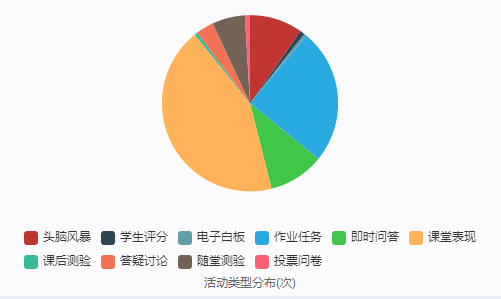 头脑风暴 学生评分 电子白板 作业任务 即时问答 课堂表现
课后测验 答疑讨论 随堂测验 投票问卷
活动类型分布(次)